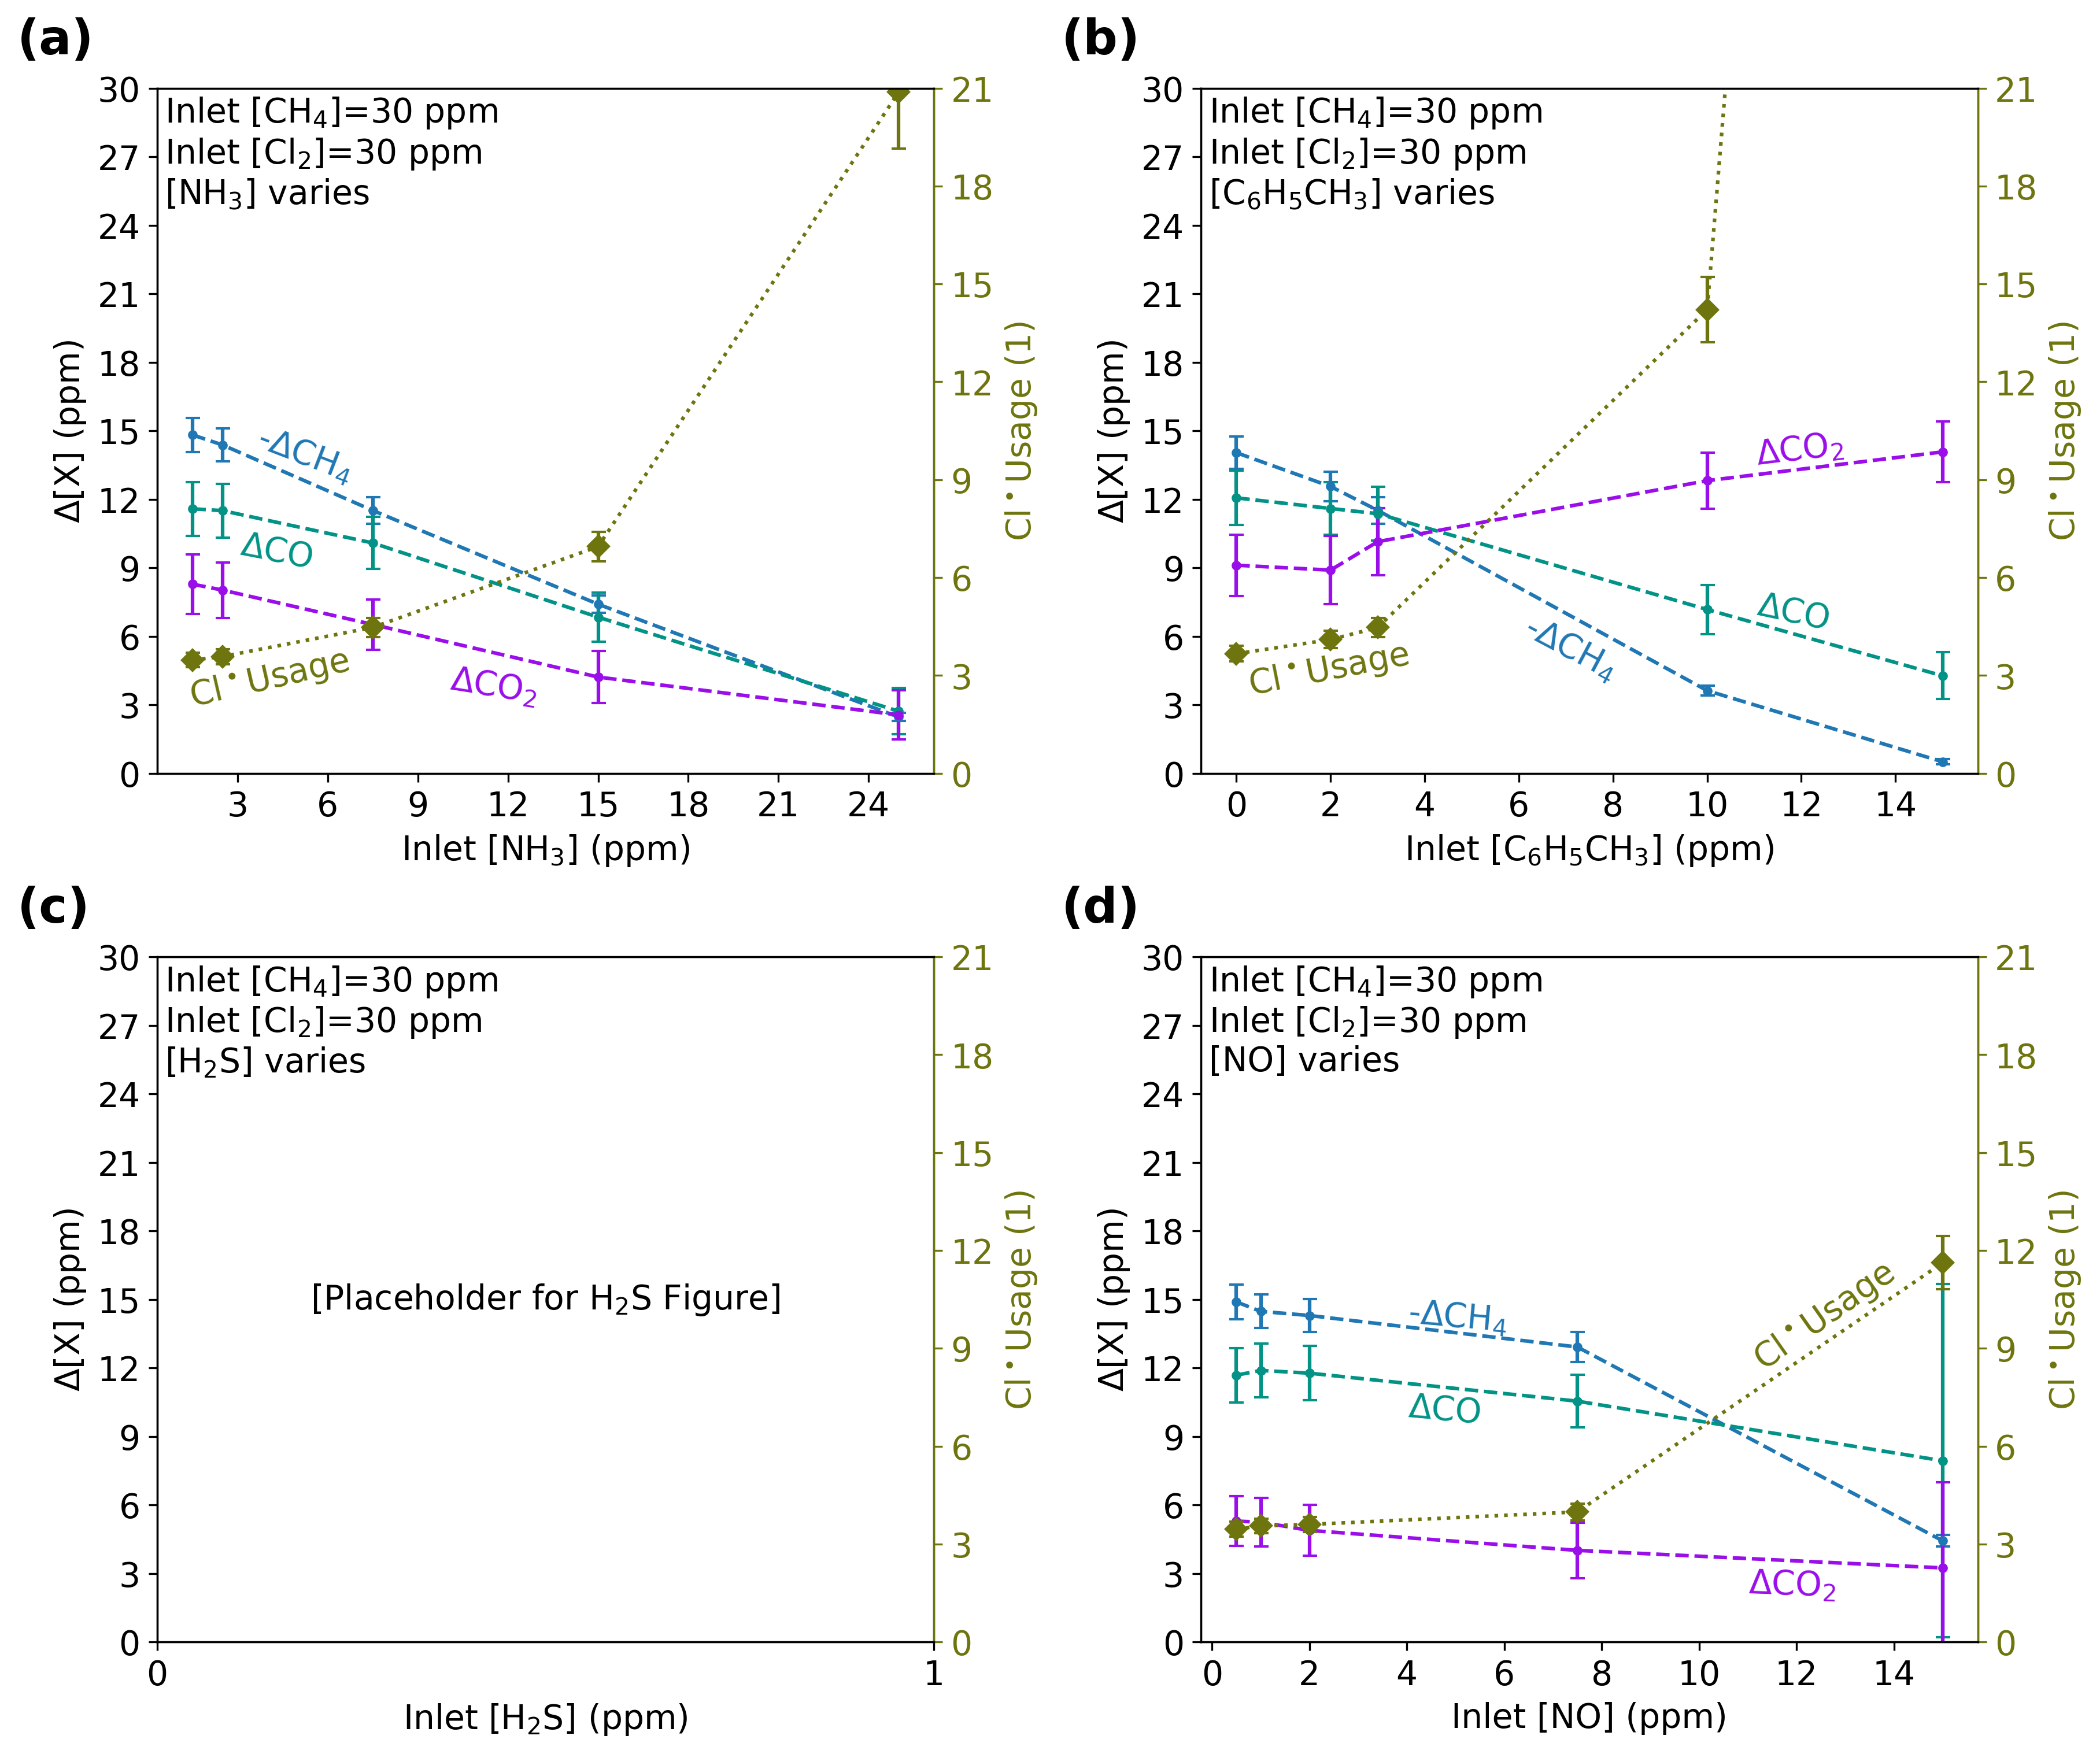 (a)
Inlet [CH₄]=30 ppm
Inlet [Cl₂]=30 ppm
[NH₃] varies
30
27
24
21
18
15
12
9
6
3
0
Δ[X] (ppm)
-ΔCH₄
ΔCO
ΔCO₂
Cl•Usage
21
18
15
12
9
6
3
0
Cl•Usage (1)
3 6 9 12 15 18 21 24
Inlet [NH₃] (ppm)
(b)
Inlet [CH₄]=30 ppm
Inlet [Cl₂]=30 ppm
[C₆H₅CH₃] varies
30
27
24
21
18
15
12
9
6
3
0
Δ[X] (ppm)
ΔCO₂
ΔCO
-ΔCH₄
Cl•Usage
21
18
15
12
9
6
3
0
Cl•Usage (1)
0 2 4 6 8 10 12 14
Inlet [C₆H₅CH₃] (ppm)
(c)
Inlet [CH₄]=30 ppm
Inlet [Cl₂]=30 ppm
[H₂S] varies
30
27
24
21
18
15
12
9
6
3
0
Δ[X] (ppm)
[Placeholder for H₂S Figure]
21
18
15
12
9
6
3
0
Cl•Usage (1)
0 1
Inlet [H₂S] (ppm)
(d)
Inlet [CH₄]=30 ppm
Inlet [Cl₂]=30 ppm
[NO] varies
30
27
24
21
18
15
12
9
6
3
0
Δ[X] (ppm)
-ΔCH₄
Cl•Usage
ΔCO
ΔCO₂
21
18
15
12
9
6
3
0
Cl•Usage (1)
0 2 4 6 8 10 12 14
Inlet [NO] (ppm)